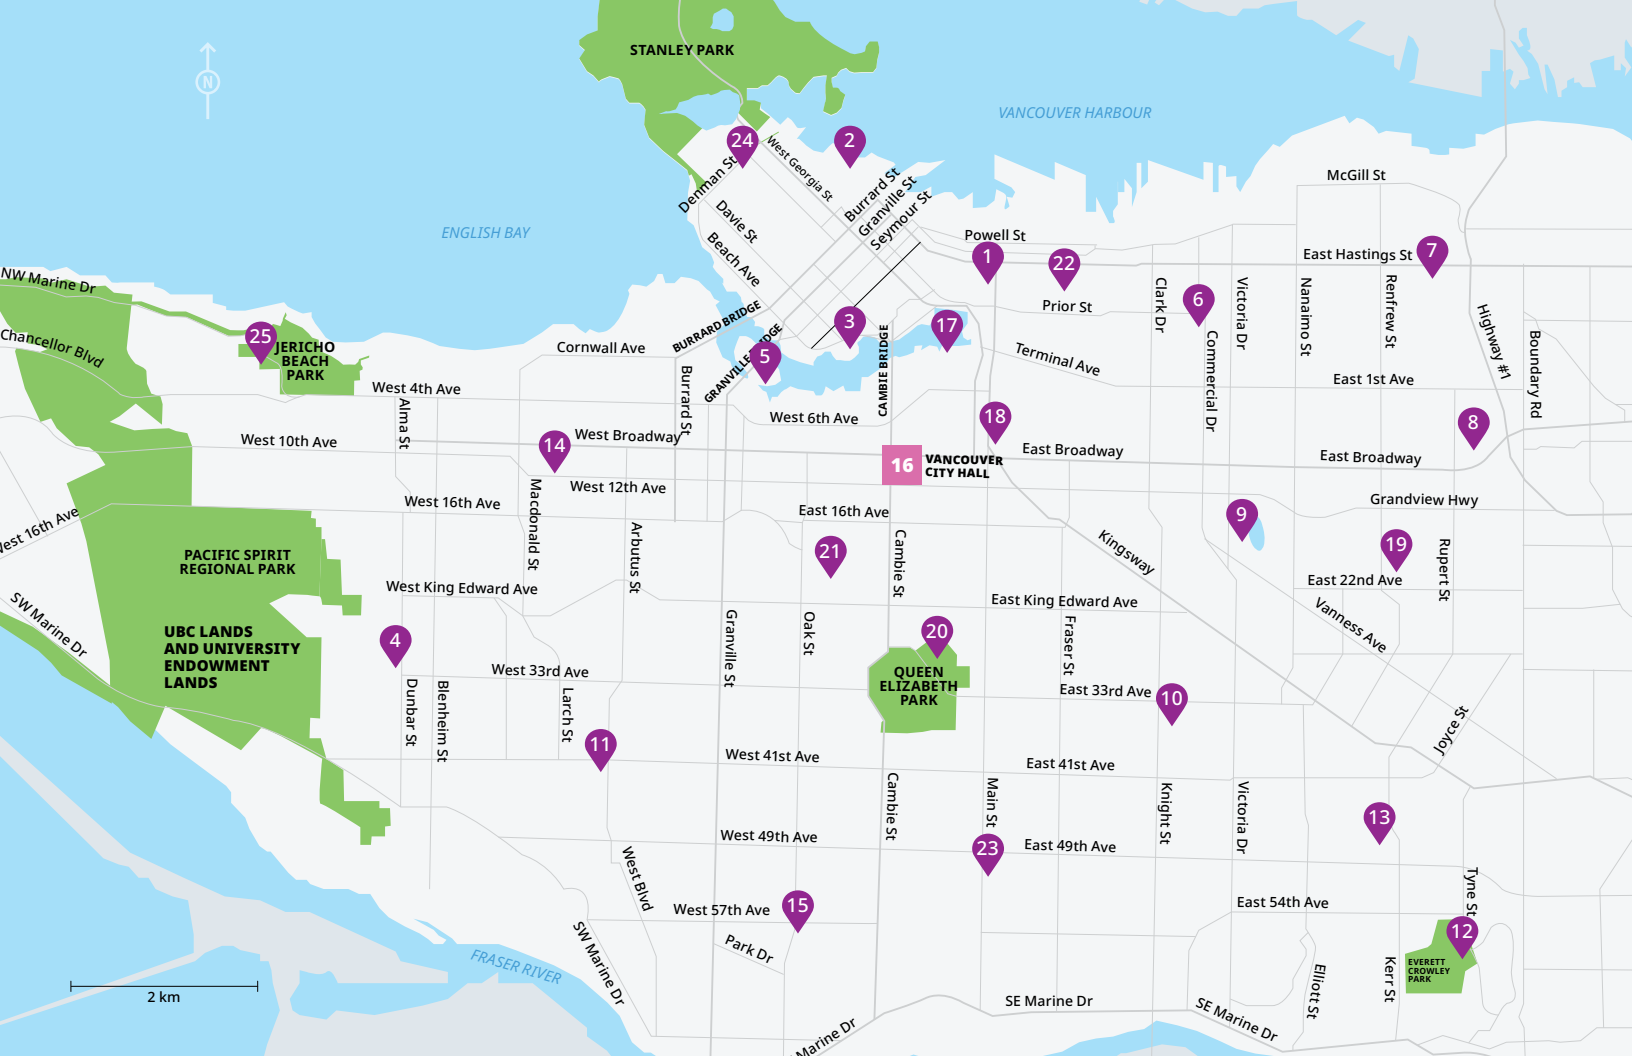 STANLEY PARK
N
VANCOUVER HARBOUR
24
2
West Georgia St
McGill St
Denman St
Burrard St
Granville St
Seymour St
Davie St
ENGLISH BAY
Powell St
Beach Ave
1
22
East Hastings St
7
NW Marine Dr
Clark Dr
6
Victoria Dr
Nanaimo St
Renfrew St
Highway #1
Prior St
BURRARD BRIDGE
3
17
25
JERICHO
BEACH
PARK
Chancellor Blvd
Cornwall Ave
5
CAMBIE BRIDGE
Terminal Ave
Commercial Dr
Boundary Rd
West 4th Ave
Burrard St
East 1st Ave
Alma St
West 6th Ave
18
8
West 10th Ave
14
West Broadway
16
VANCOUVER
CITY HALL
East Broadway
East Broadway
West 12th Ave
West 16th Ave
Macdonald St
East 16th Ave
Grandview Hwy
9
West 16th Ave
PACIFIC SPIRIT
REGIONAL PARK
Arbutus St
21
Cambie St
Kingsway
19
Rupert St
East 22nd Ave
West King Edward Ave
East King Edward Ave
SW Marine Dr
UBC LANDS
AND UNIVERSITY
ENDOWMENT
LANDS
4
Granville St
Oak St
20
Fraser St
Vanness Ave
QUEEN
ELIZABETH
PARK
West 33rd Ave
East 33rd Ave
10
Dunbar St
Blenheim St
Larch St
11
Joyce St
West 41st Ave
East 41st Ave
Cambie St
Main St
Knight St
Victoria Dr
13
West 49th Ave
23
East 49th Ave
West Blvd
Tyne St
15
West 57th Ave
East 54th Ave
12
Park Dr
EVERETT
CROWLEY
PARK
FRASER RIVER
SW Marine Dr
Elliott St
Kerr St
2 km
SE Marine Dr
SE Marine Dr
Marine Dr